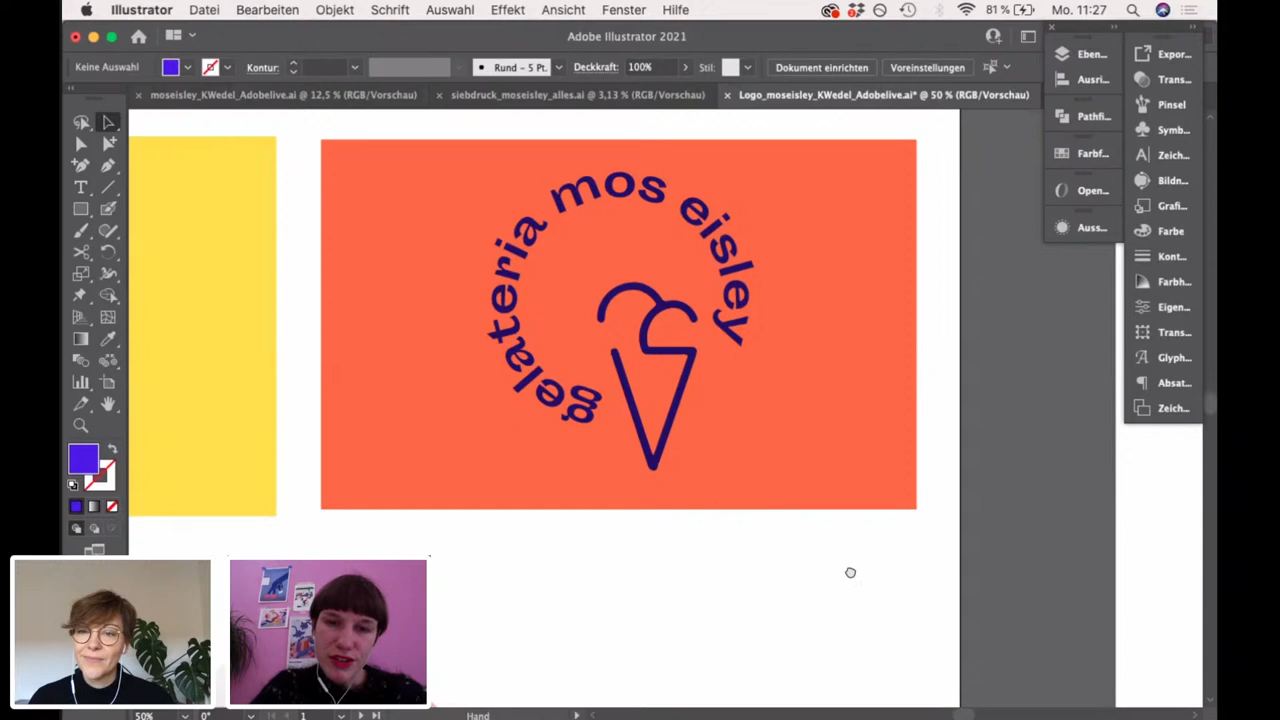 Illustrator Datei Bearbeiten Objekt Schrift Auswahl Effekt Ansicht Fenster Hilfe 2 81 % Mo. 11:27
Adobe Illustrator 2021
Keine Auswahl Kontur: Rund - 5 Pt. Deckkraft: 100% Stil: Dokument einrichten Voreinstellungen
moseisley_KWedel_Adobelive.ai @ 12,5 % (RGB/Vorschau) siebdruck_moseisley_alles.ai @ 3,13 % (RGB/Vorschau) Logo_moseisley_KWedel_Adobelive.ai* @ 50 % (RGB/Vorschau)
Eben...
Ausri...
Pathfi...
Farbf...
Open...
Auss...
Expor...
Trans...
Pinsel
Symb...
Zeich...
Bildn...
Grafi...
Farbe
Kont...
Farbh...
Eigen...
Trans...
Glyph...
Absat...
Zeich...
gelateria mos eisley
50% 0° 1 Hand